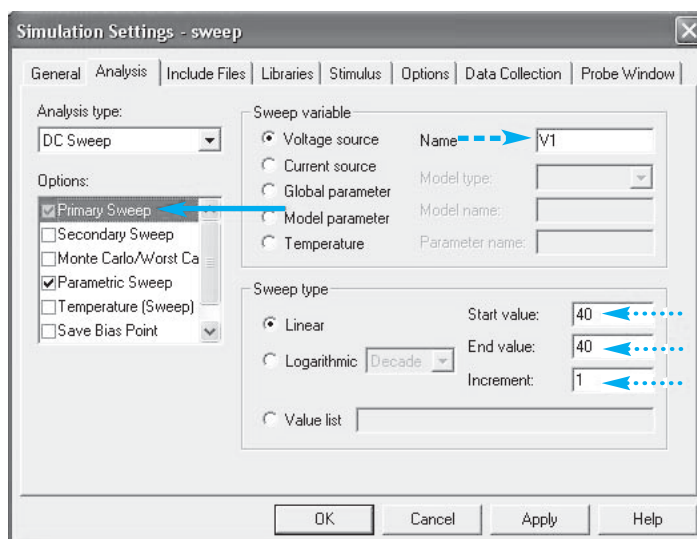 Simulation Settings - sweep
General Analysis Include Files Libraries Stimulus Options Data Collection Probe Window
Analysis type:
DC Sweep
Options:
Primary Sweep
Secondary Sweep
Monte Carlo/Worst Ca
Parametric Sweep
Temperature (Sweep)
Save Bias Point
Sweep variable
Voltage source
Current source
Global parameter
Model parameter
Temperature
Name
V1
Model type:
Model name:
Parameter name:
Sweep type
Linear
Logarithmic Decade
Value list
Start value: 40
End value: 40
Increment: 1
OK Cancel Apply Help